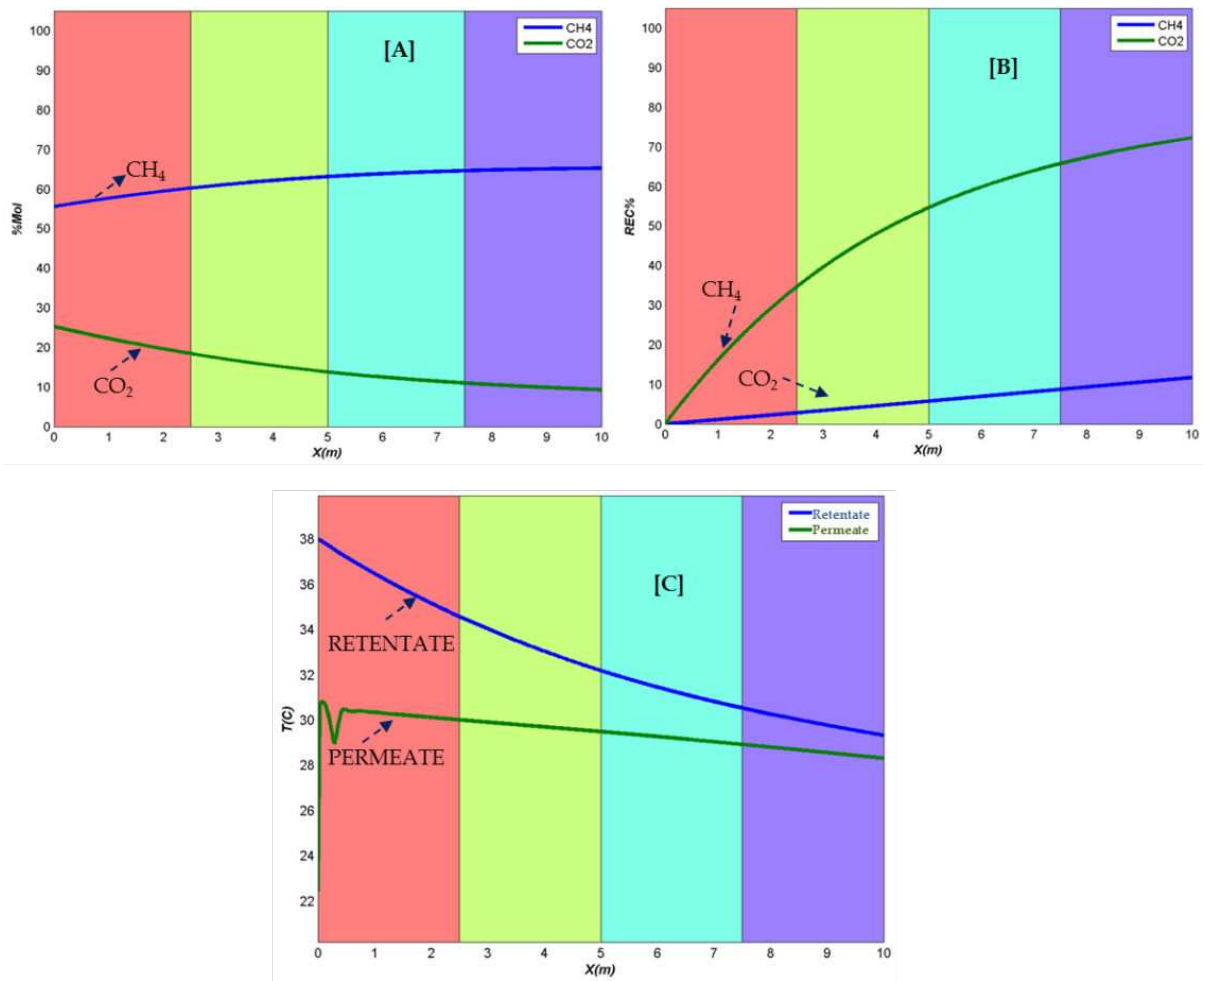 [A]
CH4
CO2
100
90
80
70
60
50
40
30
20
10
0
%Mol
CH₄
CO₂
0 1 2 3 4 5 6 7 8 9 10
X(m)
[B]
CH4
CO2
100
90
80
70
60
50
40
30
20
10
0
REC%
CH₄
CO₂
0 1 2 3 4 5 6 7 8 9 10
X(m)
[C]
Retentate
Permeate
38
36
34
32
30
28
26
24
22
T(C)
RETENTATE
PERMEATE
0 1 2 3 4 5 6 7 8 9 10
X(m)